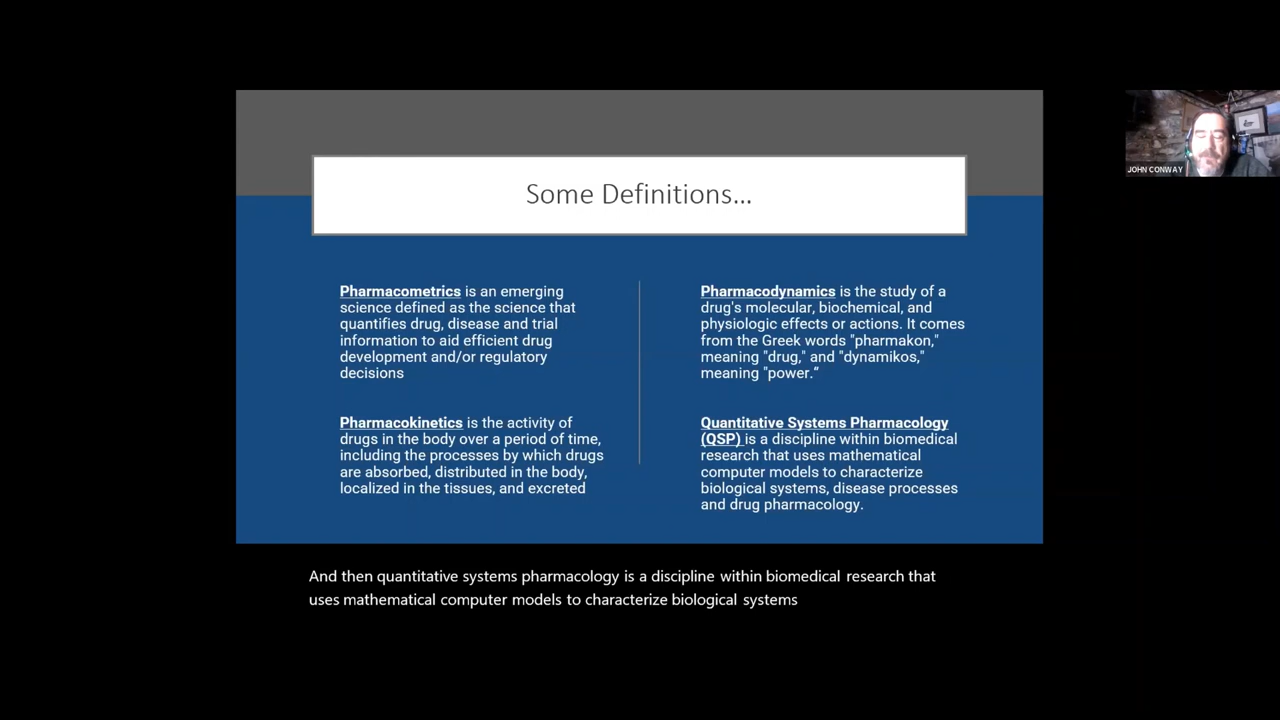 Some Definitions...
Pharmacometrics is an emerging
science defined as the science that
quantifies drug, disease and trial
information to aid efficient drug
development and/or regulatory
decisions
Pharmacokinetics is the activity of
drugs in the body over a period of time,
including the processes by which drugs
are absorbed, distributed in the body,
localized in the tissues, and excreted
Pharmacodynamics is the study of a
drug's molecular, biochemical, and
physiologic effects or actions. It comes
from the Greek words "pharmakon,"
meaning "drug," and "dynamikos,"
meaning "power.“
Quantitative Systems Pharmacology
(QSP) is a discipline within biomedical
research that uses mathematical
computer models to characterize
biological systems, disease processes
and drug pharmacology.
JOHN CONWAY
And then quantitative systems pharmacology is a discipline within biomedical research that
uses mathematical computer models to characterize biological systems